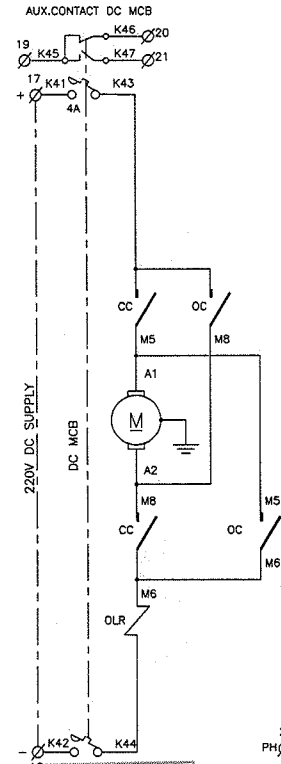 AUX.CONTACT DC MCB
K46 20
19 K45 K47 21
17 K41 K43
+
4A
CC OC
M5 M8
A1
M
A2
M8 M5
CC OC
M6
M6
OLR
220V DC SUPPLY
DC MCB
- K42 K44
PH